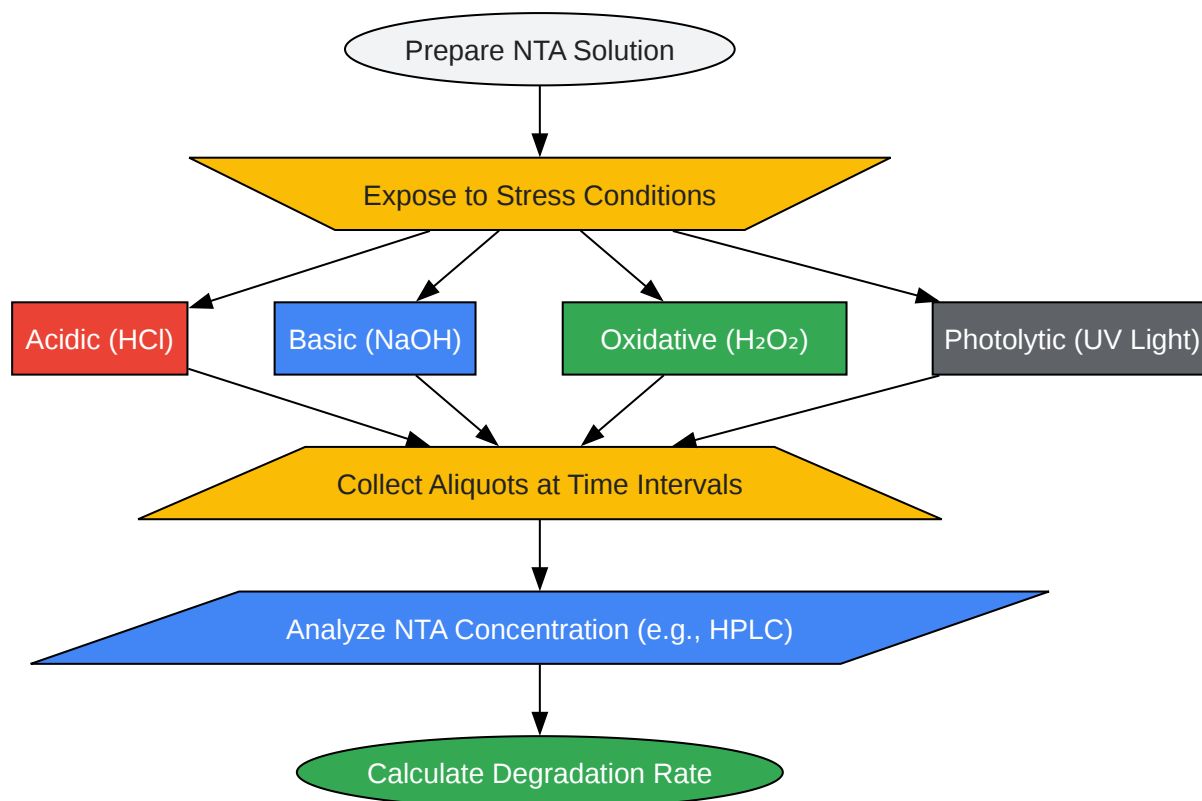 Prepare NTA Solution
Expose to Stress Conditions
Acidic (HCl)
Basic (NaOH)
Oxidative (H₂O₂)
Photolytic (UV Light)
Collect Aliquots at Time Intervals
Analyze NTA Concentration (e.g., HPLC)
Calculate Degradation Rate